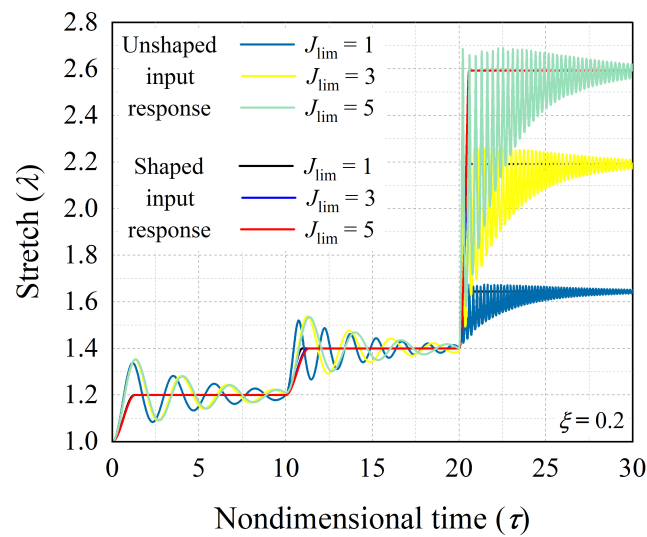 2.8
2.6
2.4
2.2
2.0
1.8
1.6
1.4
1.2
1.0
Stretch (λ)
Unshaped J_lim = 1
input J_lim = 3
response J_lim = 5
Shaped J_lim = 1
input J_lim = 3
response J_lim = 5
ξ = 0.2
0 5 10 15 20 25 30
Nondimensional time (τ)